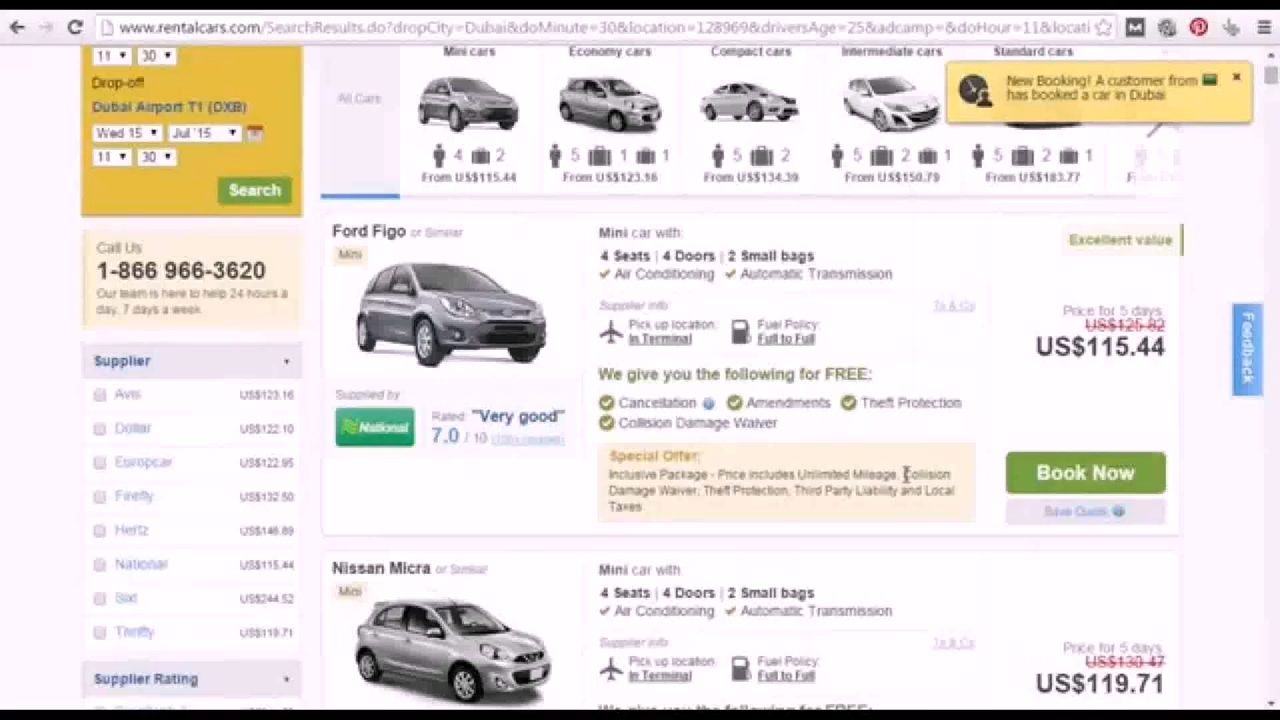 www.rentalcars.com/SearchResults.do?dropCity=Dubai&doMinute=30&location=128969&driversAge=25&adcamp=&doHour=11&locati
11 30
Drop-off
Dubai Airport T1 (DXB)
Wed 15 Jul '15
11 30
Search
Call Us
1-866 966-3620
Our team is here to help 24 hours a
day, 7 days a week
Supplier
Avis US$123.16
Dollar US$122.10
Europcar US$122.95
Firefly US$132.50
Hertz US$146.89
National US$115.44
Sixt US$244.52
Thrifty US$119.71
Supplier Rating
All Cars
Mini cars Economy cars Compact cars Intermediate cars Standard cars
4 2 5 1 1 5 2 5 2 1 5 2 1
From US$115.44 From US$123.16 From US$134.39 From US$150.79 From US$183.77 F
New Booking! A customer from
has booked a car in Dubai
Ford Figo or Similar
Mini
Mini car with:
4 Seats | 4 Doors | 2 Small bags
Air Conditioning Automatic Transmission
Excellent value
Supplier info Ts & Cs
Pick up location: Fuel Policy:
In Terminal Full to Full
Price for 5 days
US$125.82
US$115.44
We give you the following for FREE:
Cancellation Amendments Theft Protection
Collision Damage Waiver
Supplied by
National
Rated: "Very good"
7.0 / 10
Special Offer:
Inclusive Package - Price includes Unlimited Mileage, Collision
Damage Waiver, Theft Protection, Third Party Liability and Local
Taxes
Book Now
Save Quote
Feedback
Nissan Micra or Similar
Mini
Mini car with
4 Seats | 4 Doors | 2 Small bags
Air Conditioning Automatic Transmission
Supplier info Ts & Cs
Pick up location: Fuel Policy:
In Terminal Full to Full
Price for 5 days
US$130.47
US$119.71
We give you the following for FREE: